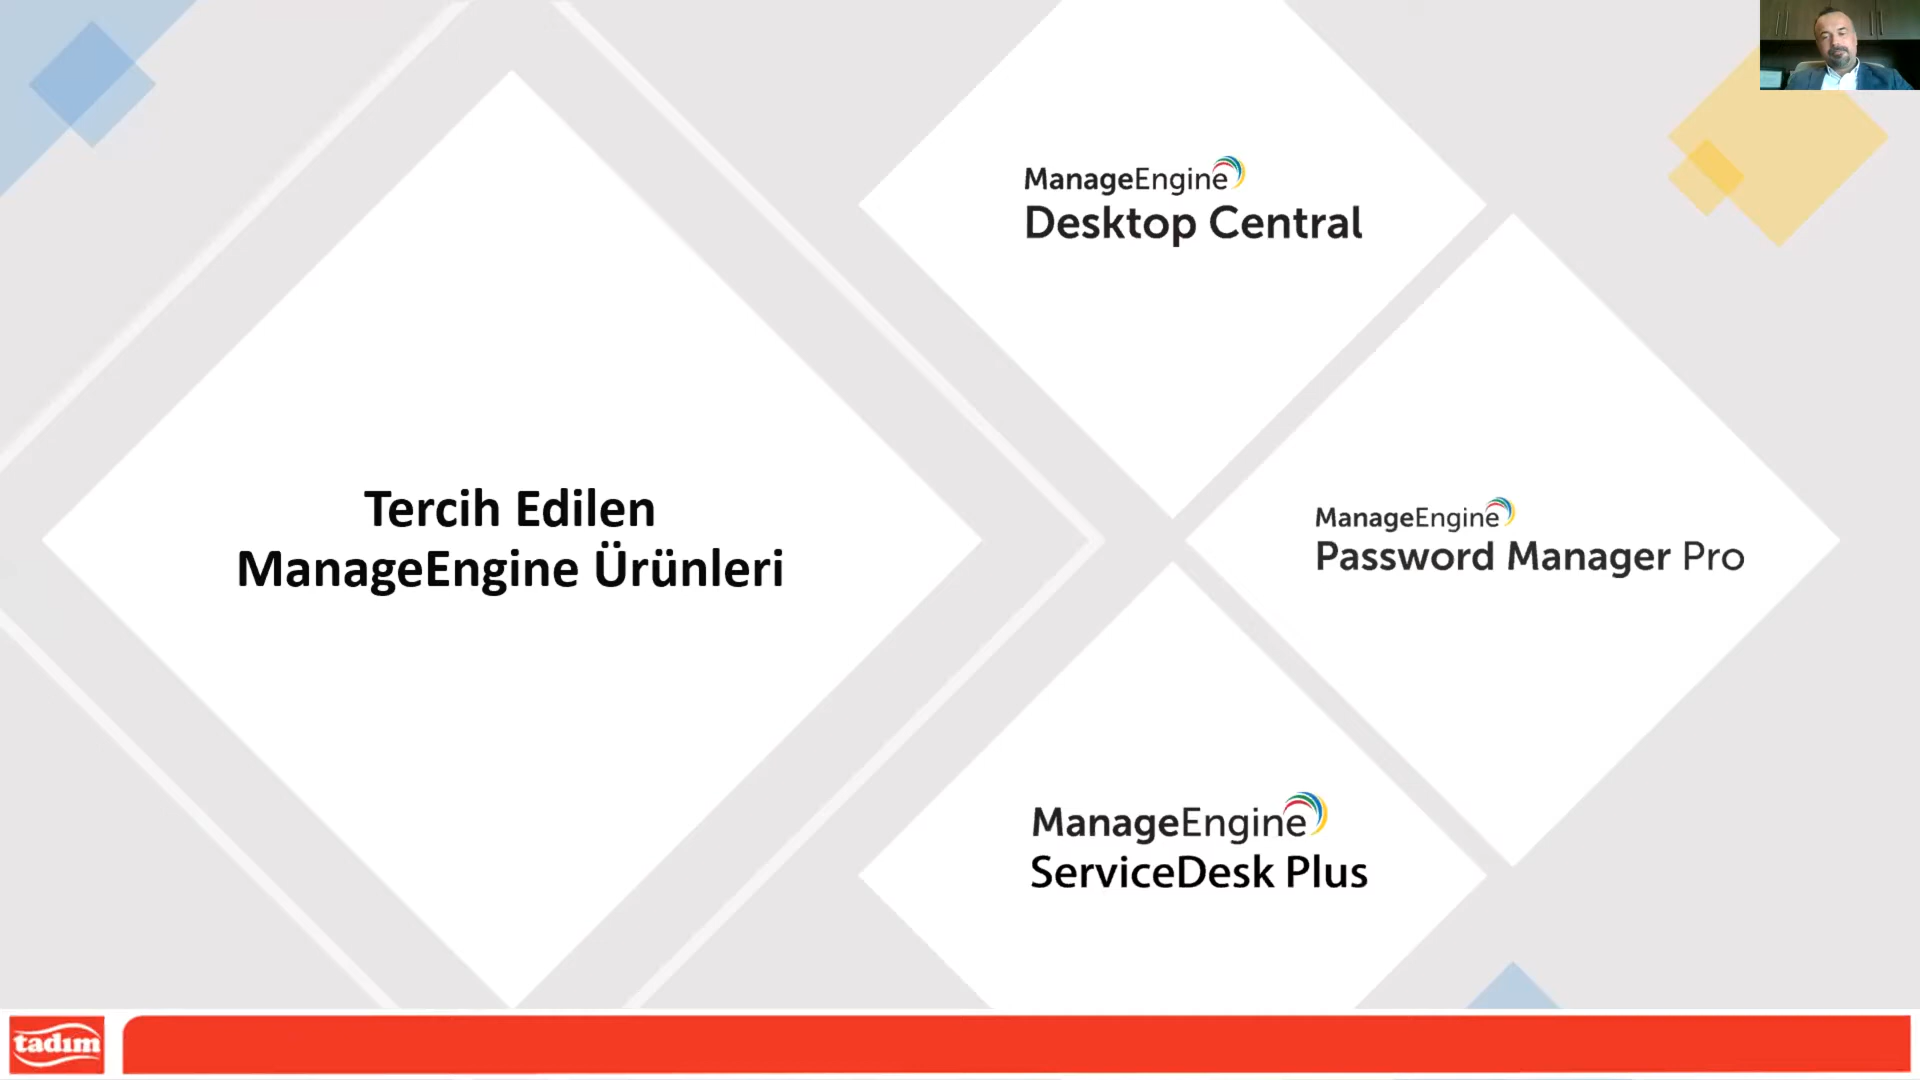 Tercih Edilen
ManageEngine Ürünleri
ManageEngine
Desktop Central
ManageEngine
Password Manager Pro
ManageEngine
ServiceDesk Plus
tadım